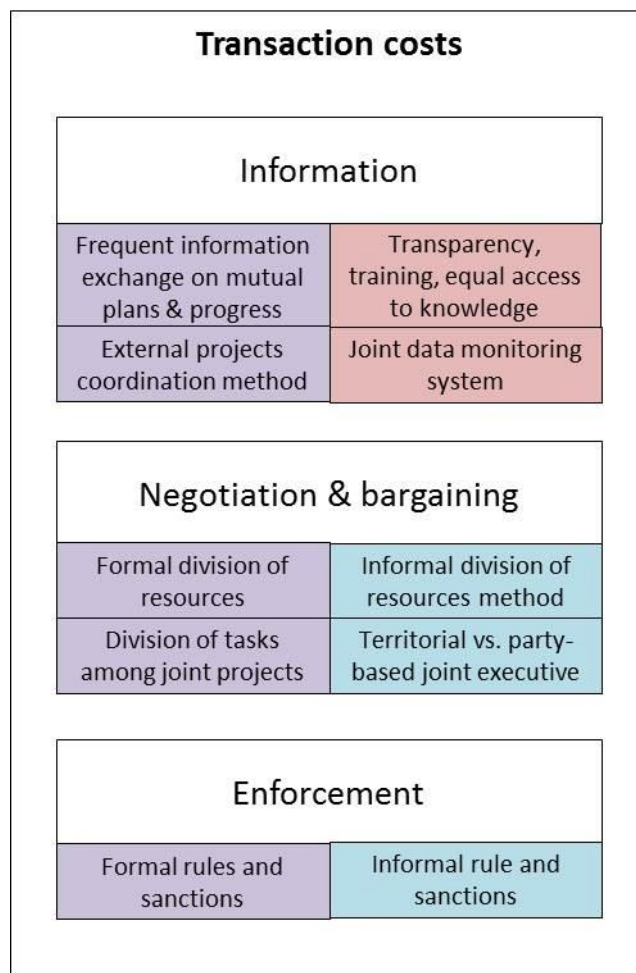 Transaction costs
Information
Frequent information
exchange on mutual
plans & progress
Transparency,
training, equal access
to knowledge
External projects
coordination method
Joint data monitoring
system
Negotiation & bargaining
Formal division of
resources
Informal division of
resources method
Division of tasks
among joint projects
Territorial vs. party-
based joint executive
Enforcement
Formal rules and
sanctions
Informal rule and
sanctions